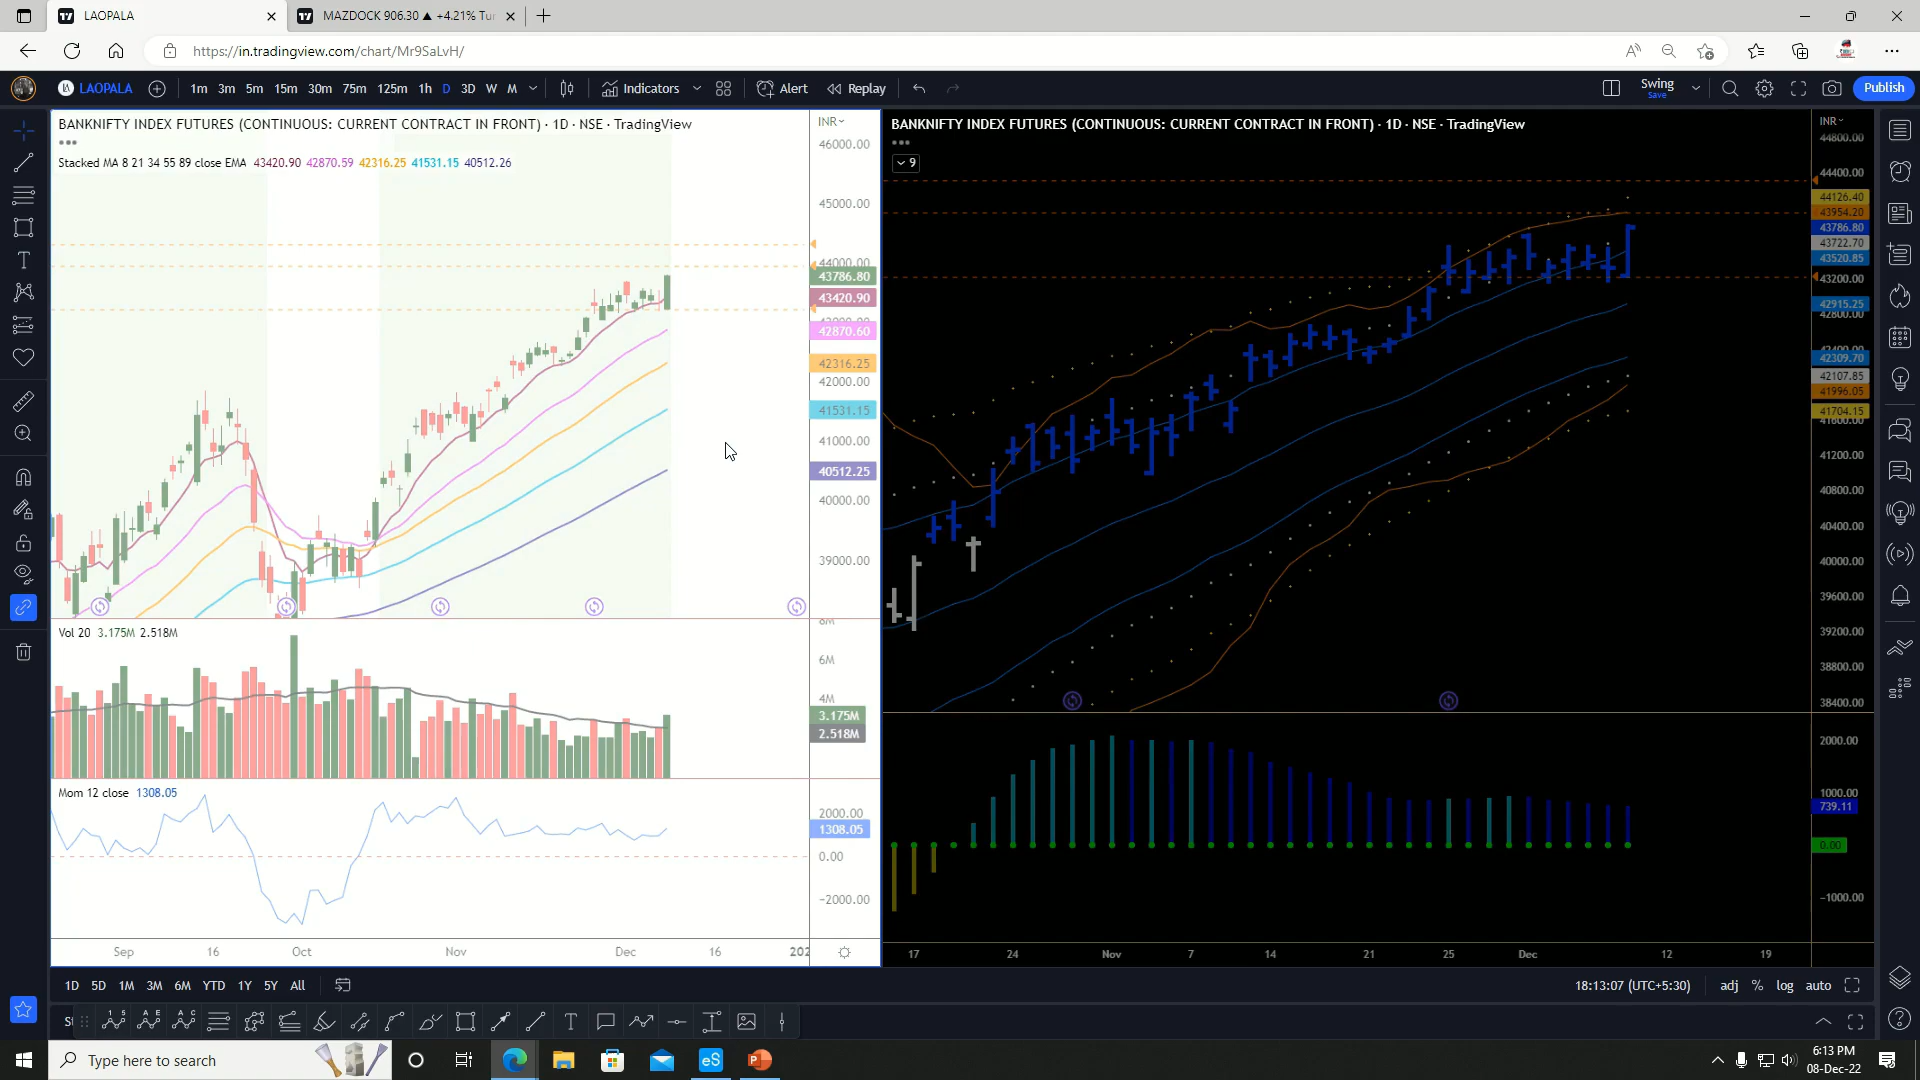 LAOPALA
MAZDOCK 906.30 ▲ +4.21%
https://in.tradingview.com/chart/Mr9SaLvH/
LAOPALA 1m 3m 5m 15m 30m 75m 125m 1h D 3D W M Indicators Alert Replay Swing Save Publish
BANKNIFTY INDEX FUTURES (CONTINUOUS: CURRENT CONTRACT IN FRONT) · 1D · NSE · TradingView
INR
Stacked MA 8 21 34 55 89 close EMA 43420.90 42870.59 42316.25 41531.15 40512.26
46000.00
45000.00
44000.00
43786.80
43420.90
42870.60
42316.25
42000.00
41531.15
41000.00
40512.25
40000.00
39000.00
Vol 20 3.175M 2.518M
6M
4M
3.175M
2.518M
Mom 12 close 1308.05
2000.00
1308.05
0.00
−2000.00
Sep 16 Oct Nov Dec 16
BANKNIFTY INDEX FUTURES (CONTINUOUS: CURRENT CONTRACT IN FRONT) · 1D · NSE · TradingView
INR
9
44800.00
44400.00
44126.40
43954.20
43786.80
43722.70
43520.85
43200.00
42915.25
42800.00
42309.70
42107.85
41996.05
41704.15
41600.00
41200.00
40800.00
40400.00
40000.00
39600.00
39200.00
38800.00
38400.00
2000.00
1000.00
739.11
0.00
−1000.00
17 24 Nov 7 14 21 25 Dec 12 19
1D 5D 1M 3M 6M YTD 1Y 5Y All
18:13:07 (UTC+5:30) adj % log auto
Type here to search
eS
6:13 PM
08-Dec-22